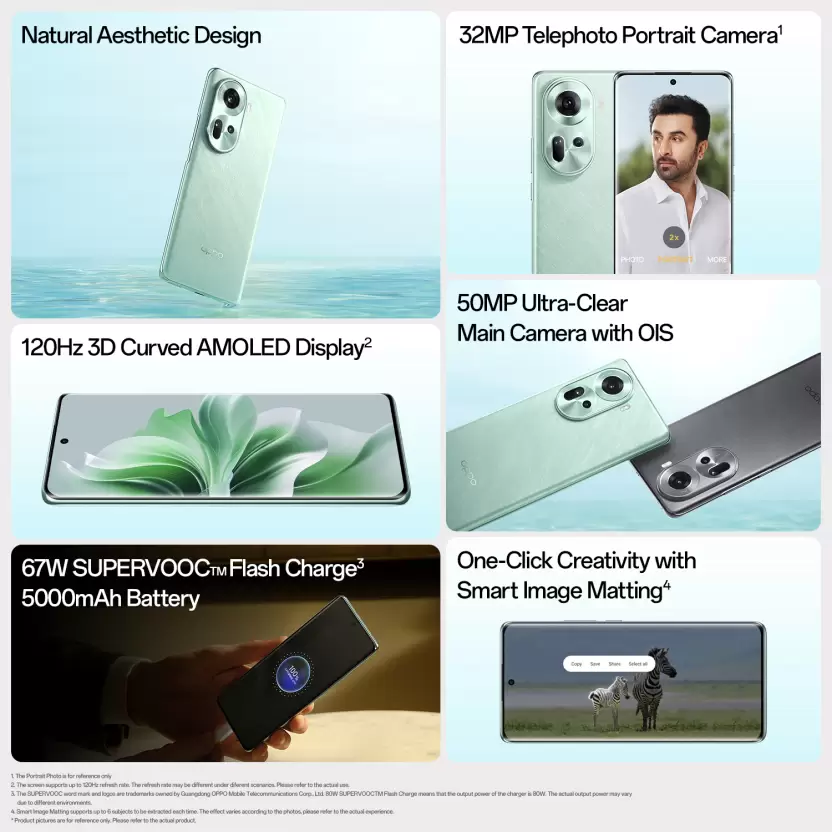 Natural Aesthetic Design
oppo
32MP Telephoto Portrait Camera¹
2x
PHOTO
MORE
120Hz 3D Curved AMOLED Display²
50MP Ultra-Clear
Main Camera with OIS
oppo
oppo
67W SUPERVOOC™ Flash Charge³
5000mAh Battery
100%
One-Click Creativity with
Smart Image Matting⁴
Copy Save Share Select all
1. The Portrait Photo is for reference only
2. The screen supports up to 120Hz refresh rate. The refresh rate may be different under diferent scenarios. Please refer to the actual use.
3. The SUPERVOOC word mark and logos are trademarks owned by Guangdong OPPO Mobile Telecommunications Corp., Ltd. 80W SUPERVOOCTM Flash Charge means that the output power of the charger is 80W. The actual output power may vary
due to different environments.
4. Smart Image Matting supports up to 6 subjects to be extracted each time. The effect varies according to the photos, please refer to the actual experience.
* Product pictures are for reference only. Please refer to the actual product.